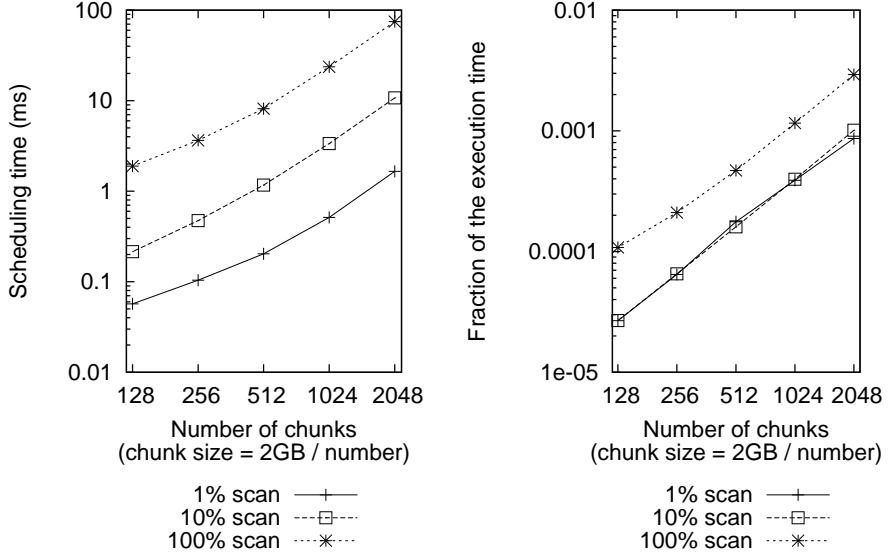 100
10
1
0.1
0.01
Scheduling time (ms)
128 256 512 1024 2048
Number of chunks
(chunk size = 2GB / number)
1% scan
10% scan
100% scan
0.01
0.001
0.0001
1e-05
Fraction of the execution time
128 256 512 1024 2048
Number of chunks
(chunk size = 2GB / number)
1% scan
10% scan
100% scan